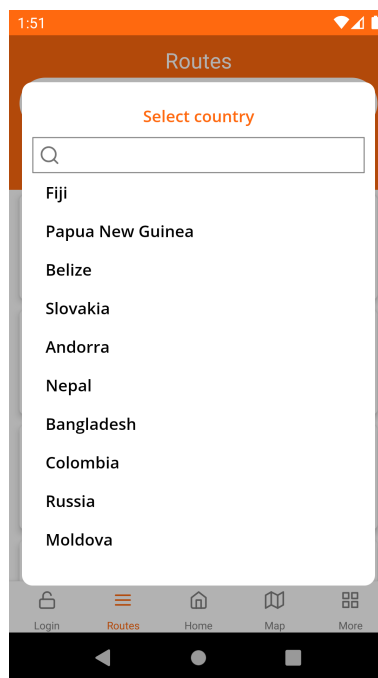 1:51
Routes
Select country
Fiji
Papua New Guinea
Belize
Slovakia
Andorra
Nepal
Bangladesh
Colombia
Russia
Moldova
Login Routes Home Map More